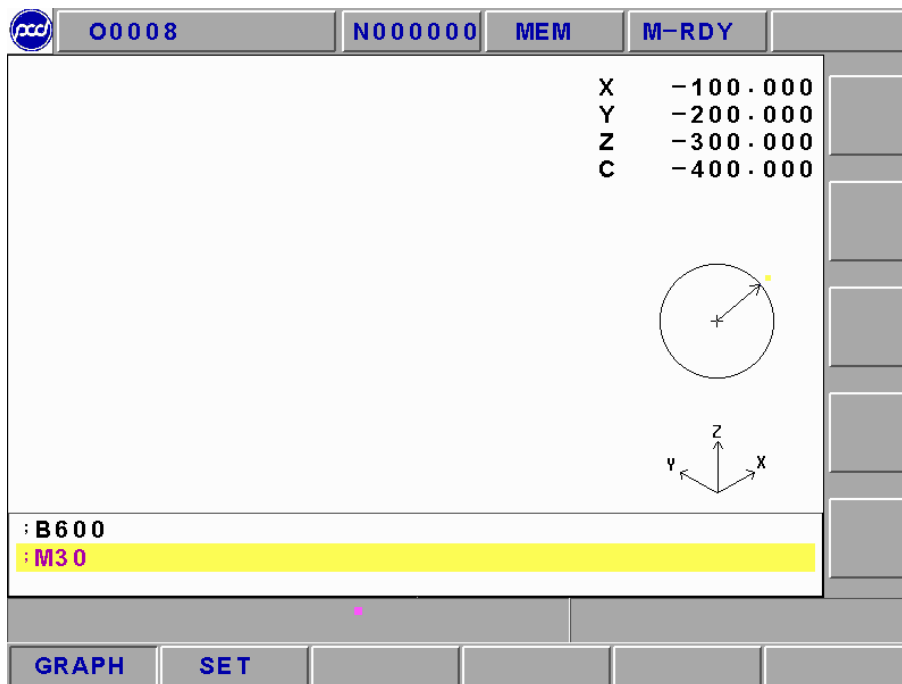 pcd O0008 N000000 MEM M-RDY
X -100.000
Y -200.000
Z -300.000
C -400.000
Z
Y X
;B600
;M30
GRAPH SET